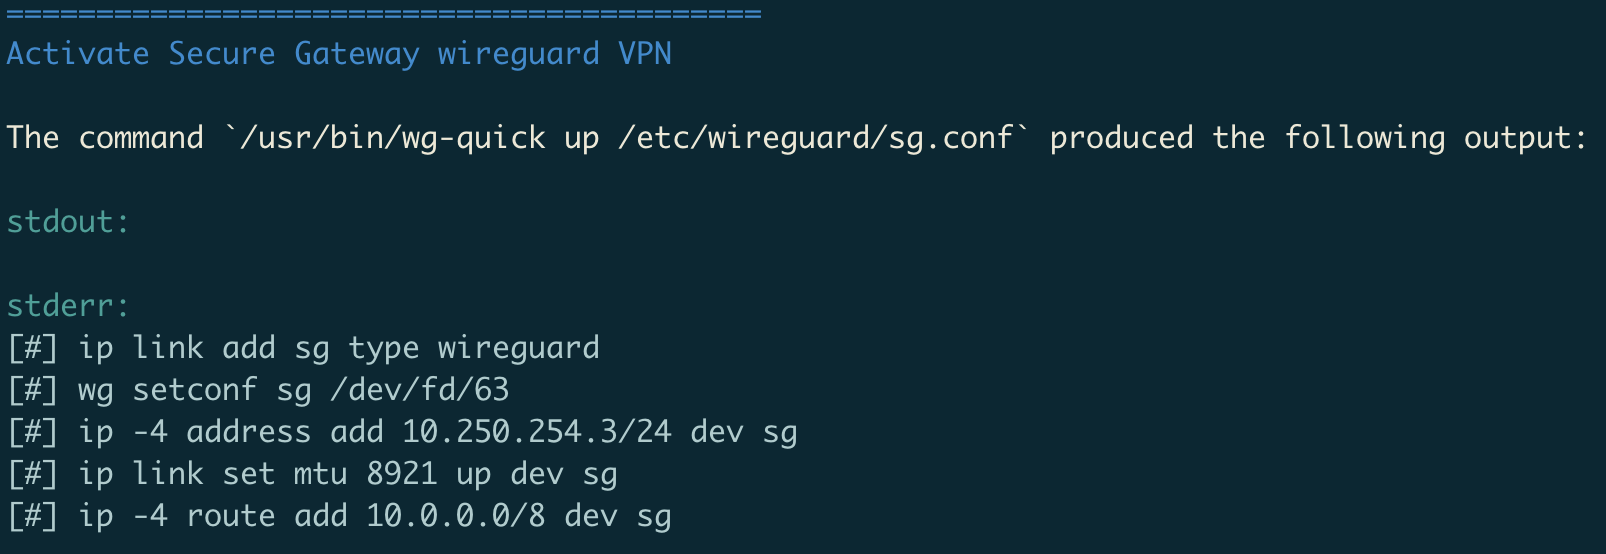 ==========================================
Activate Secure Gateway wireguard VPN
The command `/usr/bin/wg-quick up /etc/wireguard/sg.conf` produced the following output:
stdout:
stderr:
[#] ip link add sg type wireguard
[#] wg setconf sg /dev/fd/63
[#] ip -4 address add 10.250.254.3/24 dev sg
[#] ip link set mtu 8921 up dev sg
[#] ip -4 route add 10.0.0.0/8 dev sg